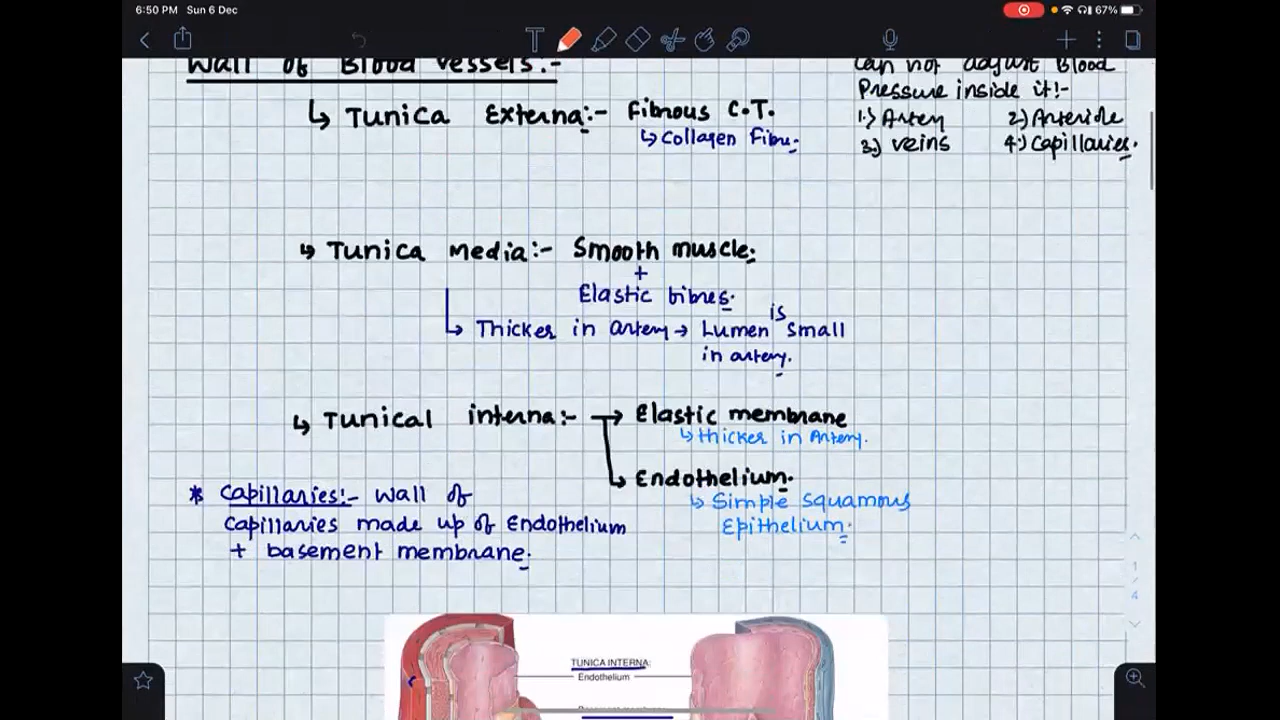 6:50 PM Sun 6 Dec
67%
Wall of Blood vessels:-
can not adjust Blood
Pressure inside it!-
1.) Artery 2.) Arteriole
3.) veins 4.) Capillaries.
↳ Tunica Externa:- Fibrous C.T.
↳ Collagen Fibre.
↳ Tunica media:- Smooth muscle.
+
Elastic fibres.
↳ Thicker in artery → Lumen is small
in artery.
↳ Tunical interna:- → Elastic membrane
↳ thicker in Artery.
↳ Endothelium.
↳ Simple squamous
Epithelium.
* Capillaries!- wall of
Capillaries made up of Endothelium
+ basement membrane.
1/4
TUNICA INTERNA:
Endothelium